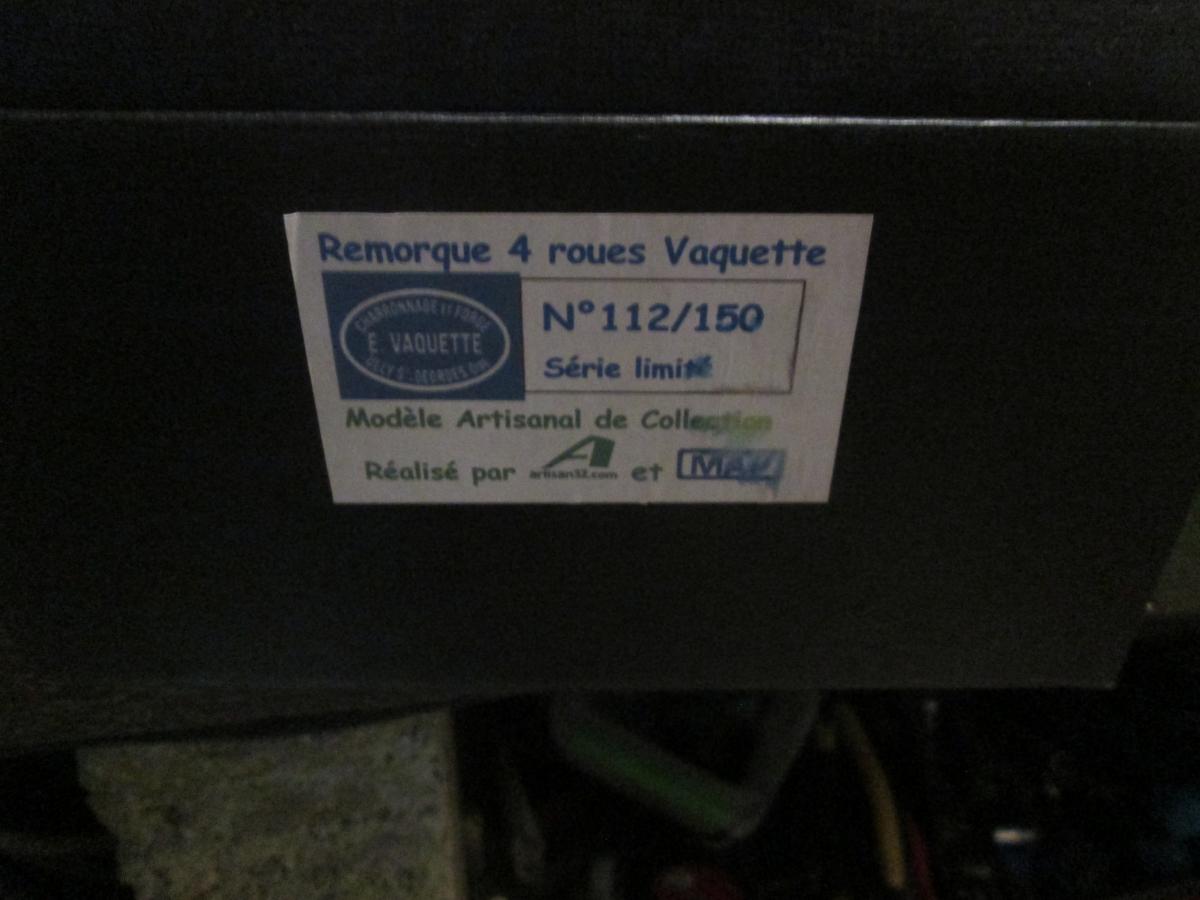 Remorque 4 roues Vaquette
CHARRONNAGE ET FORGE
E. VAQUETTE
N°112/150
Série limité
Modèle Artisanal de Collection
Réalisé par
artisan32.com
et